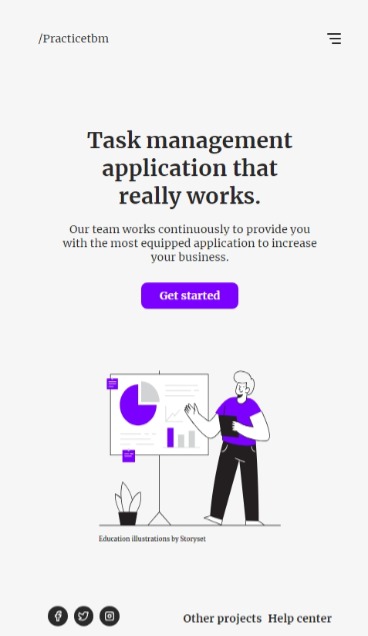 /Practicetbm
Task management
application that
really works.
Our team works continuously to provide you
with the most equipped application to increase
your business.
Get started
Education illustrations by Storyset
Other projects Help center